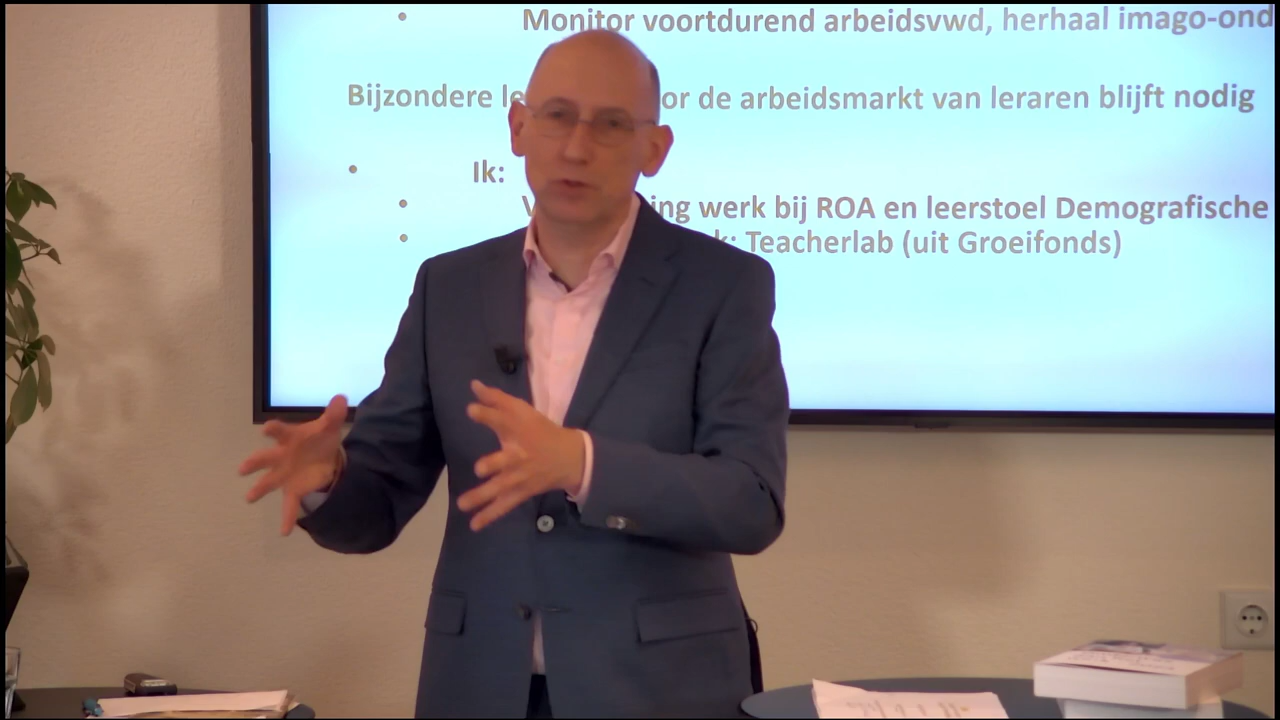 • Monitor voortdurend arbeidsvwd, herhaal imago-ond
Bijzondere le or de arbeidsmarkt van leraren blijft nodig
• Ik:
• V ing werk bij ROA en leerstoel Demografische
• k: Teacherlab (uit Groeifonds)